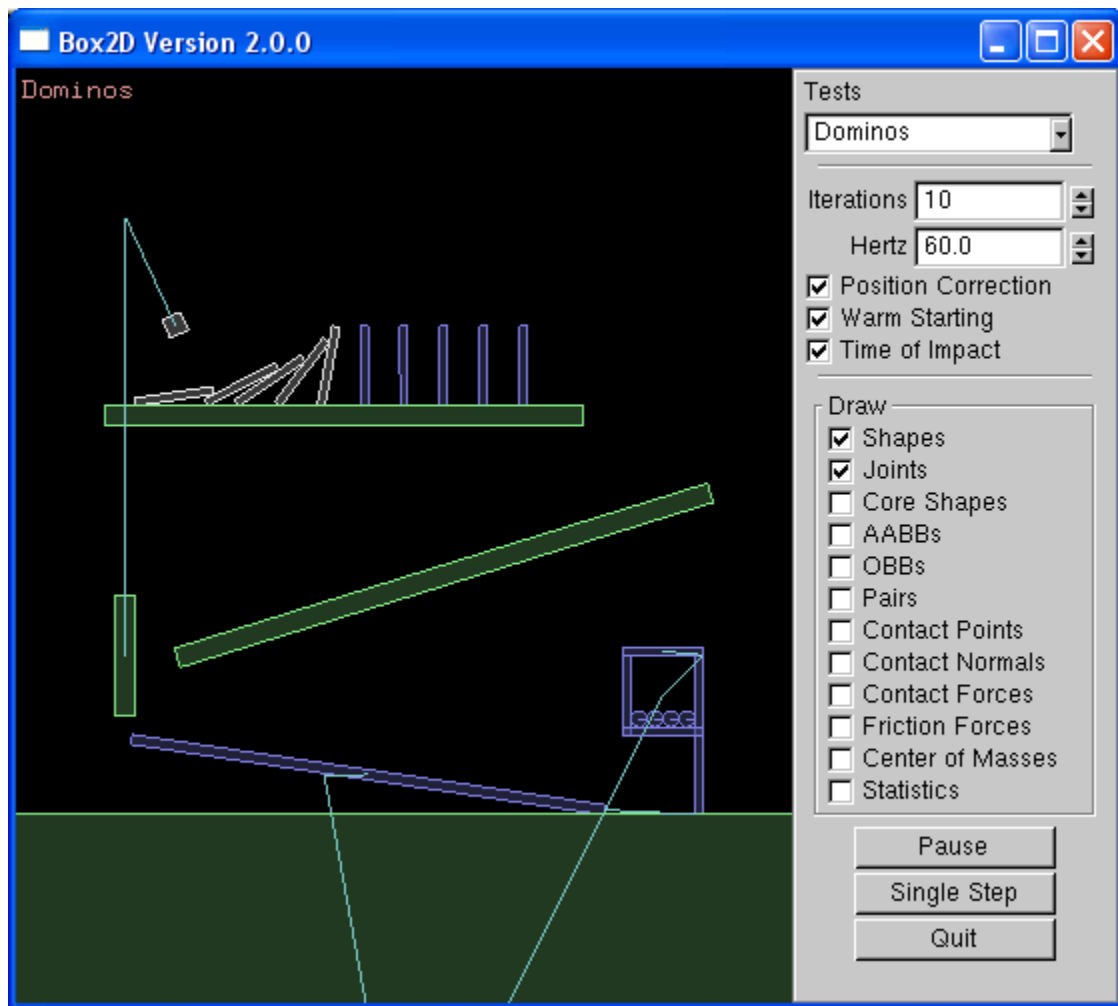 Box2D Version 2.0.0
Dominos
Tests
Dominos
Iterations 10
Hertz 60.0
Position Correction
Warm Starting
Time of Impact
Draw
Shapes
Joints
Core Shapes
AABBs
OBBs
Pairs
Contact Points
Contact Normals
Contact Forces
Friction Forces
Center of Masses
Statistics
Pause
Single Step
Quit